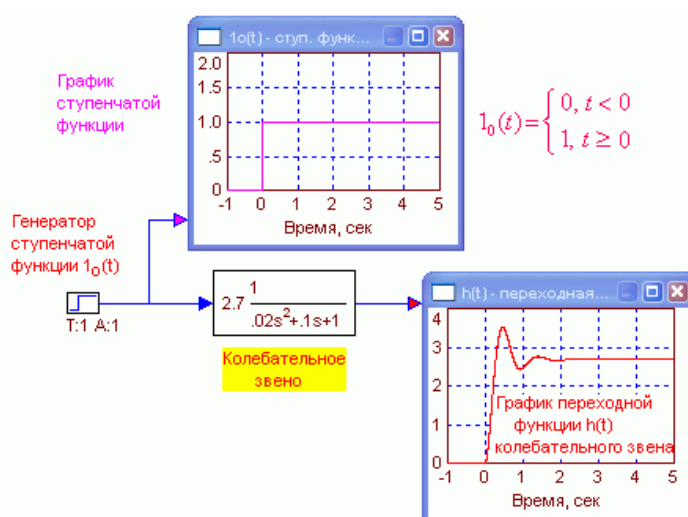 1o(t) - ступ. функ...
График
ступенчатой
функции
2.0
1.5
1.0
.5
0
-1 0 1 2 3 4 5
Время, сек
1₀(t)={ 0, t < 0
1, t ≥ 0
Генератор
ступенчатой
функции 1₀(t)
T:1 A:1
2.7 1
.02s²+.1s+1
Колебательное
звено
h(t) - переходная...
4
3
2
1
0
График переходной
функции h(t)
колебательного звена
-1 0 1 2 3 4 5
Время, сек